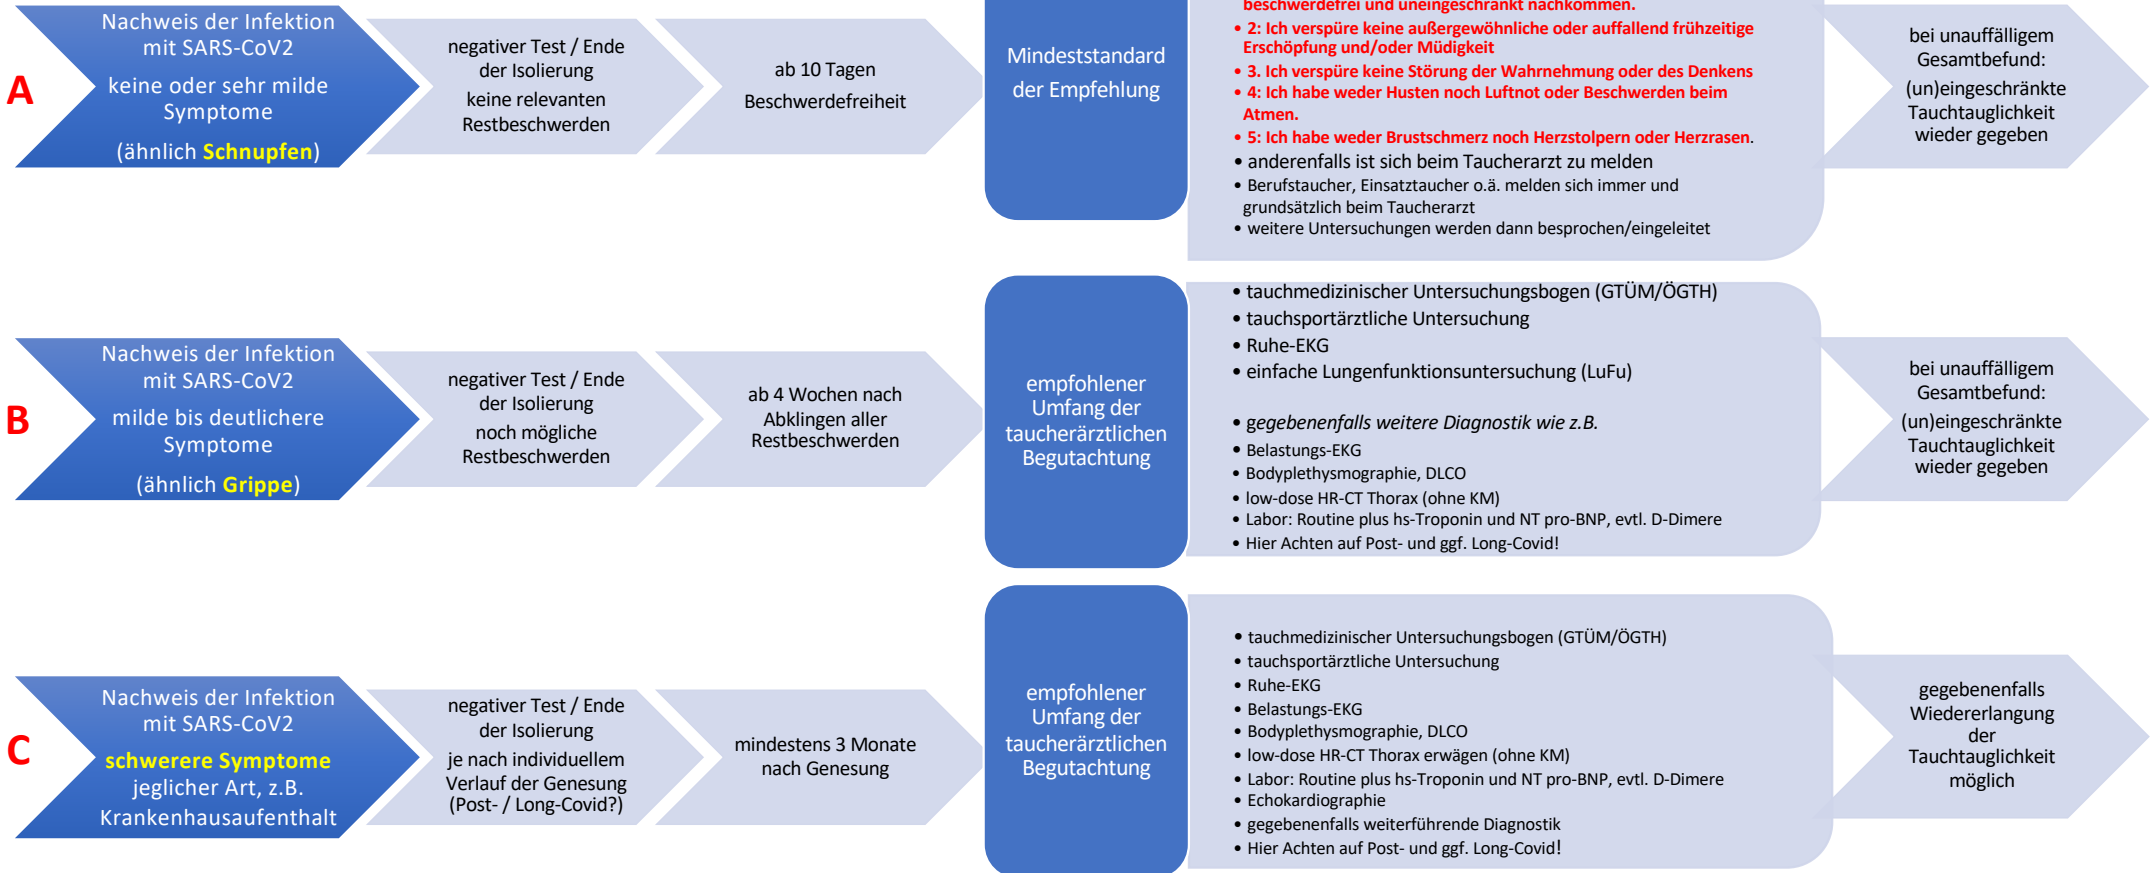 A
Nachweis der Infektion
mit SARS-CoV2
keine oder sehr milde
Symptome
(ähnlich Schnupfen)
negativer Test / Ende
der Isolierung
keine relevanten
Restbeschwerden
ab 10 Tagen
Beschwerdefreiheit
Mindeststandard
der Empfehlung
beschwerdefrei und uneingeschränkt nachkommen.
• 2: Ich verspüre keine außergewöhnliche oder auffallend frühzeitige
Erschöpfung und/oder Müdigkeit
• 3. Ich verspüre keine Störung der Wahrnehmung oder des Denkens
• 4: Ich habe weder Husten noch Luftnot oder Beschwerden beim
Atmen.
• 5: Ich habe weder Brustschmerz noch Herzstolpern oder Herzrasen.
• anderenfalls ist sich beim Taucherarzt zu melden
• Berufstaucher, Einsatztaucher o.ä. melden sich immer und
grundsätzlich beim Taucherarzt
• weitere Untersuchungen werden dann besprochen/eingeleitet
bei unauffälligem
Gesamtbefund:
(un)eingeschränkte
Tauchtauglichkeit
wieder gegeben
B
Nachweis der Infektion
mit SARS-CoV2
milde bis deutlichere
Symptome
(ähnlich Grippe)
negativer Test / Ende
der Isolierung
noch mögliche
Restbeschwerden
ab 4 Wochen nach
Abklingen aller
Restbeschwerden
empfohlener
Umfang der
taucherärztlichen
Begutachtung
• tauchmedizinischer Untersuchungsbogen (GTÜM/ÖGTH)
• tauchsportärztliche Untersuchung
• Ruhe-EKG
• einfache Lungenfunktionsuntersuchung (LuFu)
• gegebenenfalls weitere Diagnostik wie z.B.
• Belastungs-EKG
• Bodyplethysmographie, DLCO
• low-dose HR-CT Thorax (ohne KM)
• Labor: Routine plus hs-Troponin und NT pro-BNP, evtl. D-Dimere
• Hier Achten auf Post- und ggf. Long-Covid!
bei unauffälligem
Gesamtbefund:
(un)eingeschränkte
Tauchtauglichkeit
wieder gegeben
C
Nachweis der Infektion
mit SARS-CoV2
schwerere Symptome
jeglicher Art, z.B.
Krankenhausaufenthalt
negativer Test / Ende
der Isolierung
je nach individuellem
Verlauf der Genesung
(Post- / Long-Covid?)
mindestens 3 Monate
nach Genesung
empfohlener
Umfang der
taucherärztlichen
Begutachtung
• tauchmedizinischer Untersuchungsbogen (GTÜM/ÖGTH)
• tauchsportärztliche Untersuchung
• Ruhe-EKG
• Belastungs-EKG
• Bodyplethysmographie, DLCO
• low-dose HR-CT Thorax erwägen (ohne KM)
• Labor: Routine plus hs-Troponin und NT pro-BNP, evtl. D-Dimere
• Echokardiographie
• gegebenenfalls weiterführende Diagnostik
• Hier Achten auf Post- und ggf. Long-Covid!
gegebenenfalls
Wiedererlangung
der
Tauchtauglichkeit
möglich